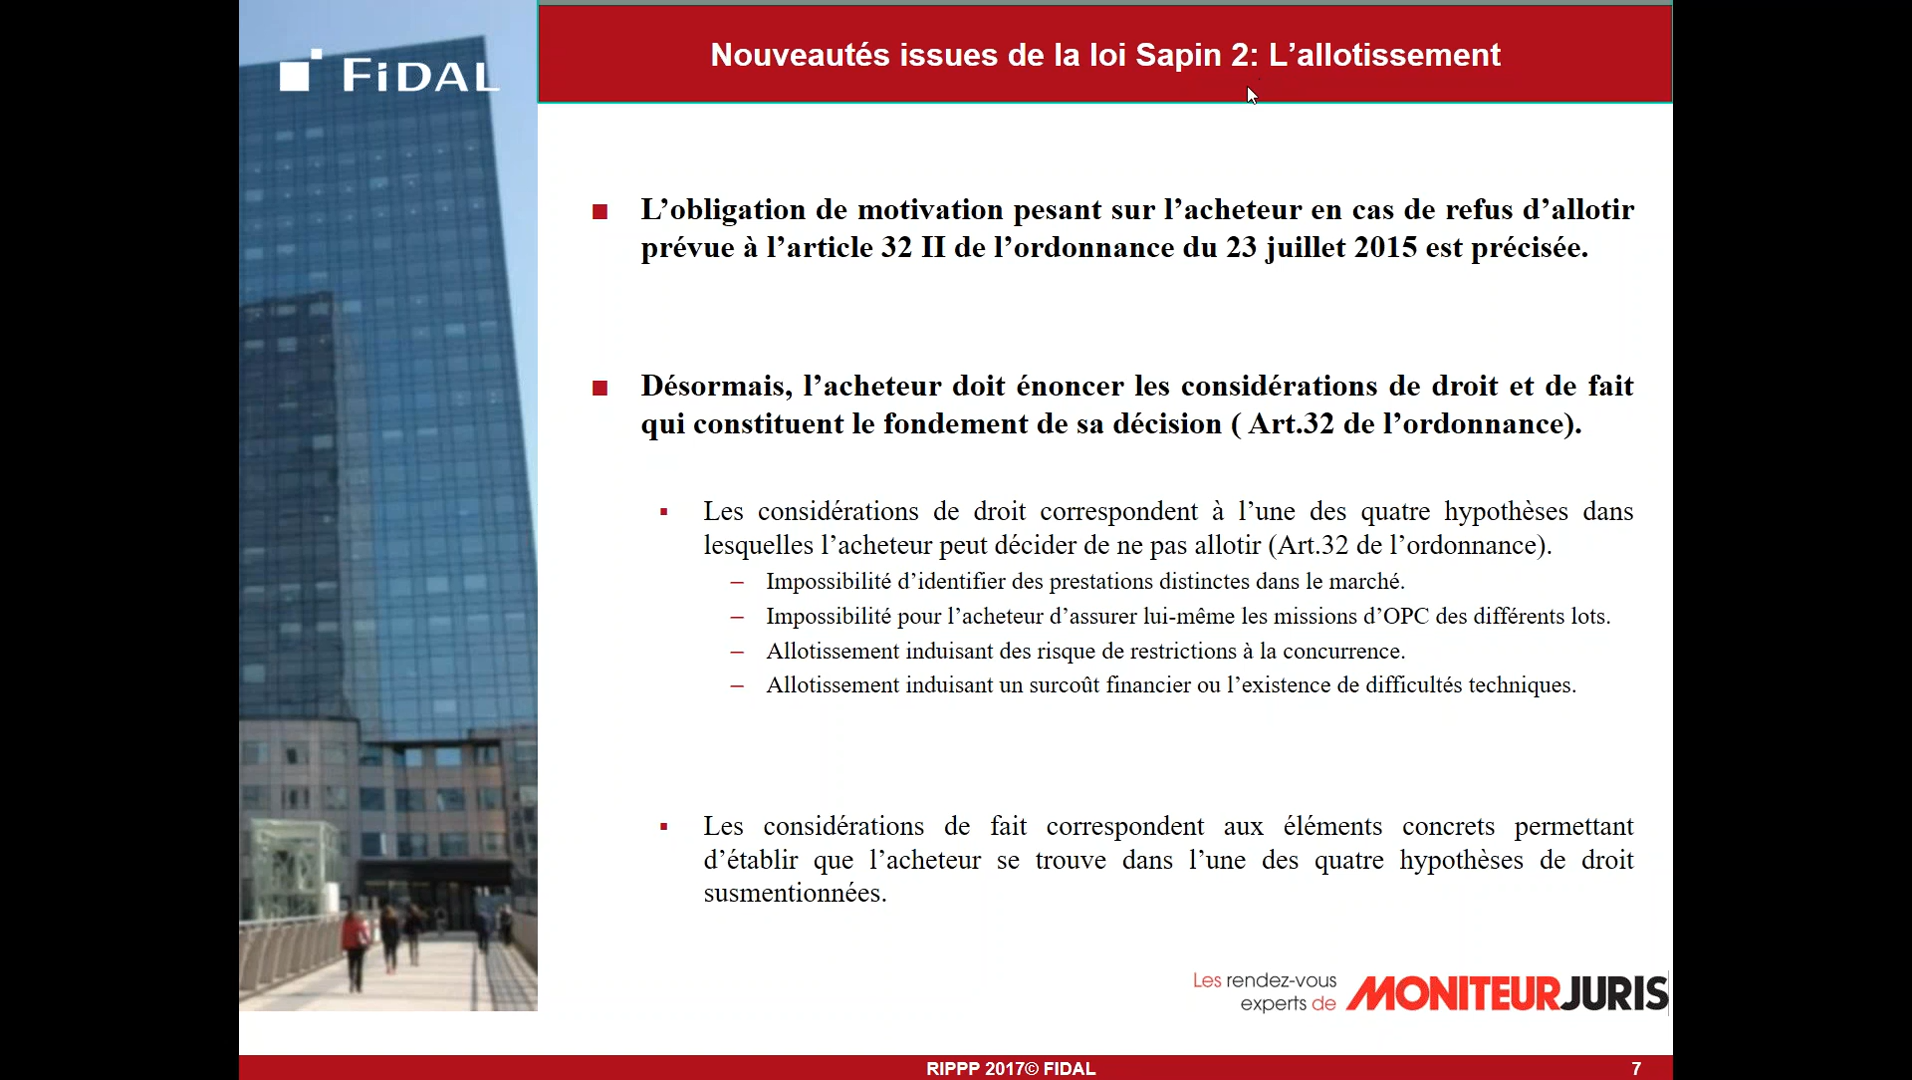 FiDAL
Nouveautés issues de la loi Sapin 2: L’allotissement
L’obligation de motivation pesant sur l’acheteur en cas de refus d’allotir
prévue à l’article 32 II de l’ordonnance du 23 juillet 2015 est précisée.
Désormais, l’acheteur doit énoncer les considérations de droit et de fait
qui constituent le fondement de sa décision ( Art.32 de l’ordonnance).
Les considérations de droit correspondent à l’une des quatre hypothèses dans
lesquelles l’acheteur peut décider de ne pas allotir (Art.32 de l’ordonnance).
– Impossibilité d’identifier des prestations distinctes dans le marché.
– Impossibilité pour l’acheteur d’assurer lui-même les missions d’OPC des différents lots.
– Allotissement induisant des risque de restrictions à la concurrence.
– Allotissement induisant un surcoût financier ou l’existence de difficultés techniques.
Les considérations de fait correspondent aux éléments concrets permettant
d’établir que l’acheteur se trouve dans l’une des quatre hypothèses de droit
susmentionnées.
Les rendez-vous
experts de
MONITEURJURIS
RIPPP 2017© FIDAL
7